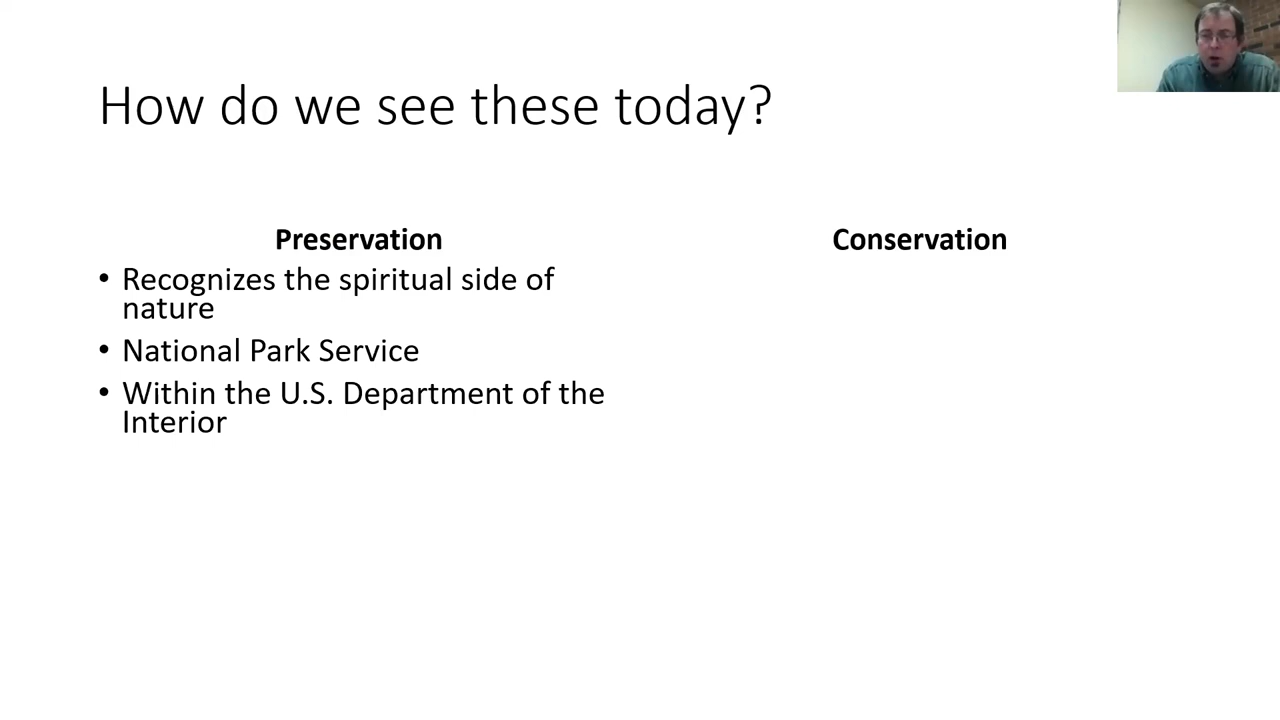 How do we see these today?
Preservation
• Recognizes the spiritual side of
nature
• National Park Service
• Within the U.S. Department of the
Interior
Conservation